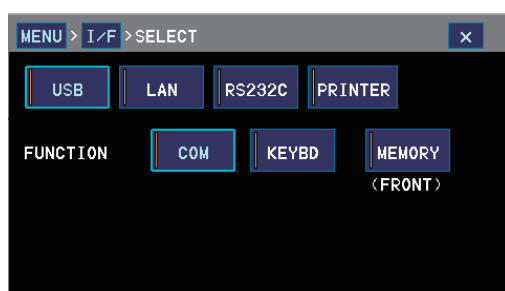 MENU > I/F > SELECT ×
USB LAN RS232C PRINTER
FUNCTION COM KEYBD MEMORY
(FRONT)